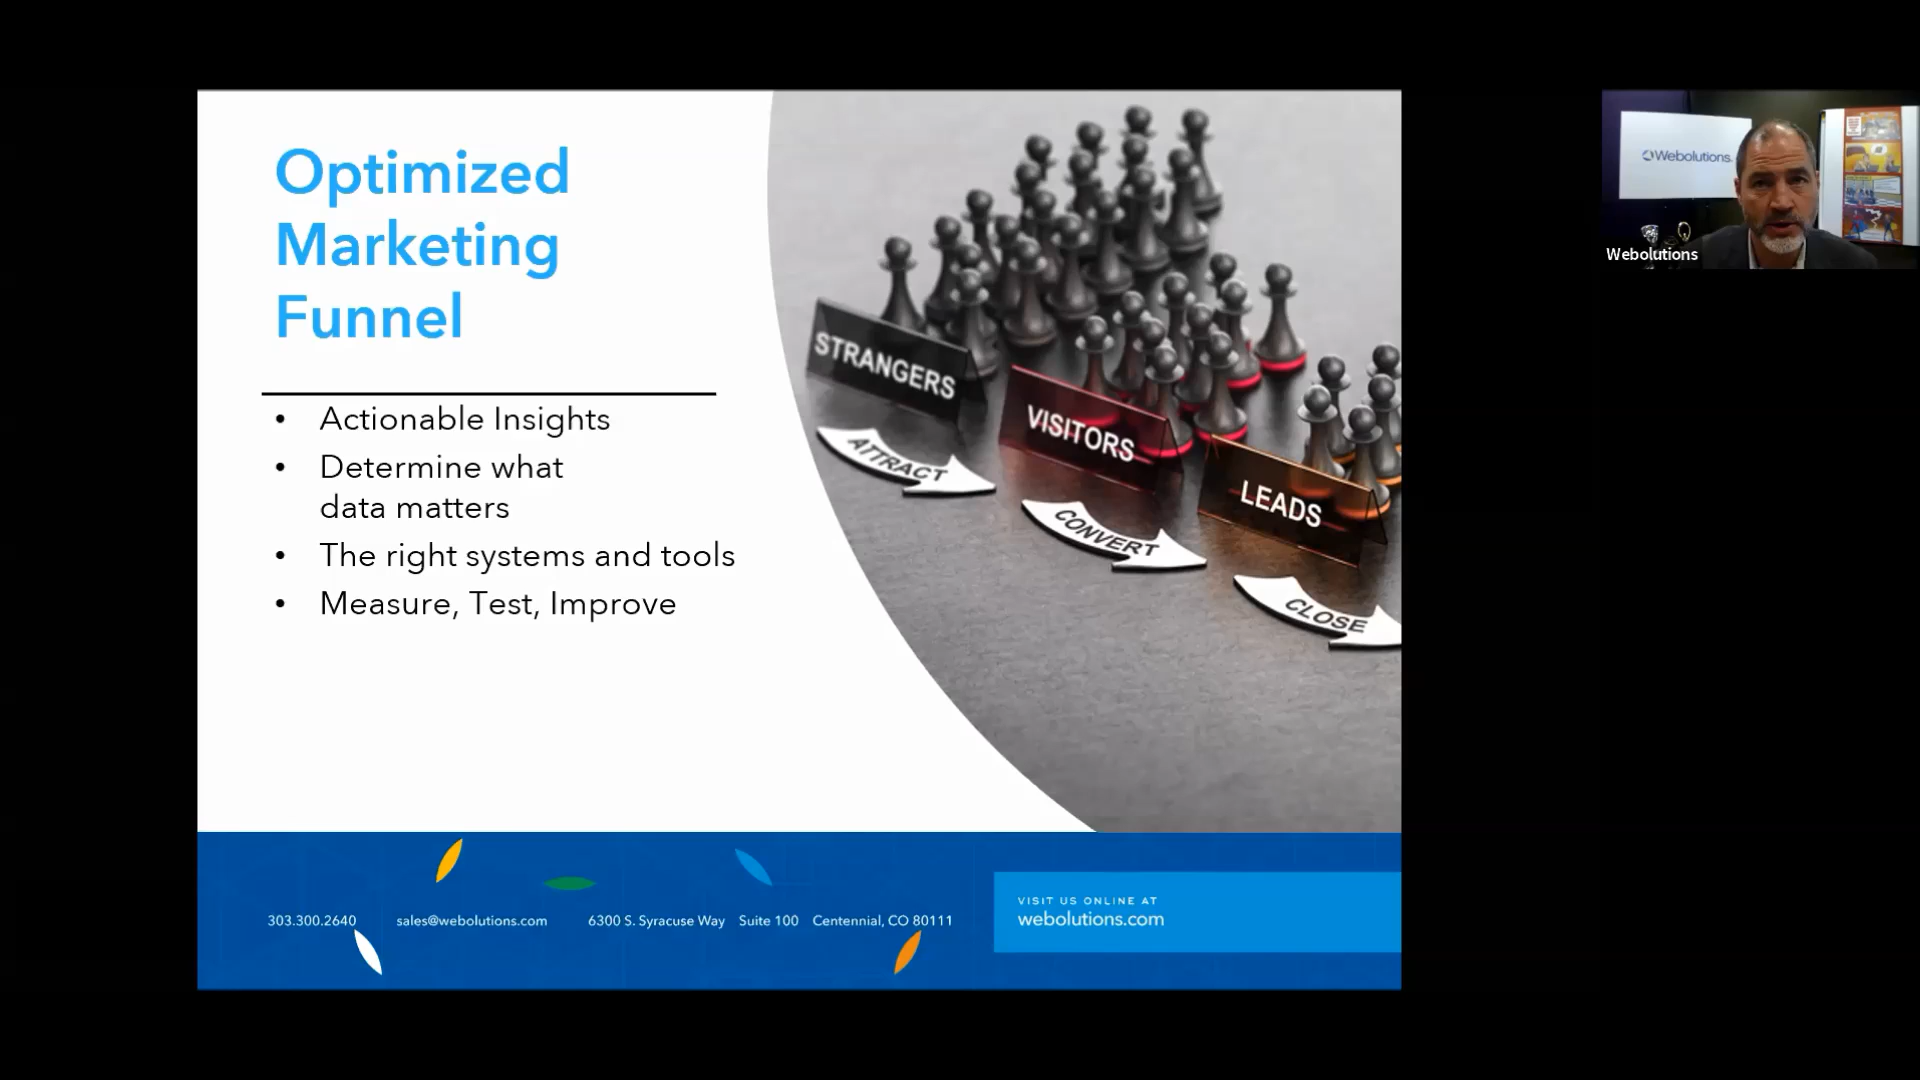 Optimized
Marketing
Funnel
• Actionable Insights
• Determine what
data matters
• The right systems and tools
• Measure, Test, Improve
STRANGERS
VISITORS
LEADS
ATTRACT
CONVERT
CLOSE
303.300.2640 sales@webolutions.com 6300 S. Syracuse Way Suite 100 Centennial, CO 80111
VISIT US ONLINE AT
webolutions.com
Webolutions
Webolutions